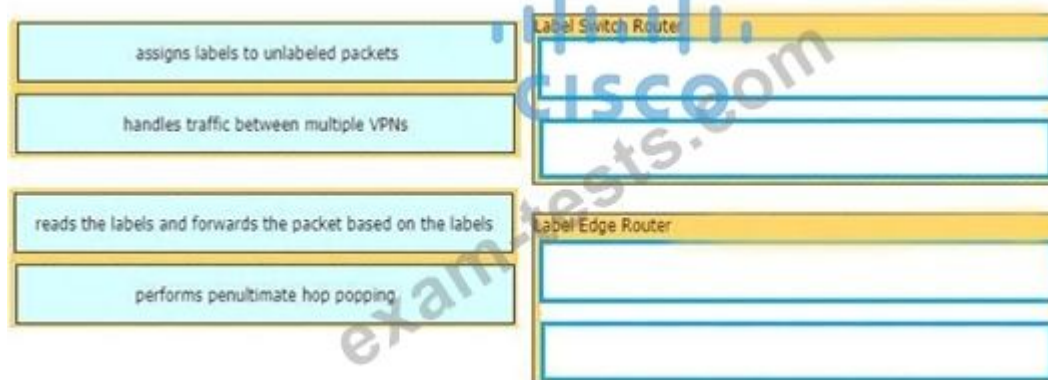 assigns labels to unlabeled packets
handles traffic between multiple VPNs
reads the labels and forwards the packet based on the labels
performs penultimate hop popping
Label Switch Router
CISCO
Label Edge Router
exam-tests.com